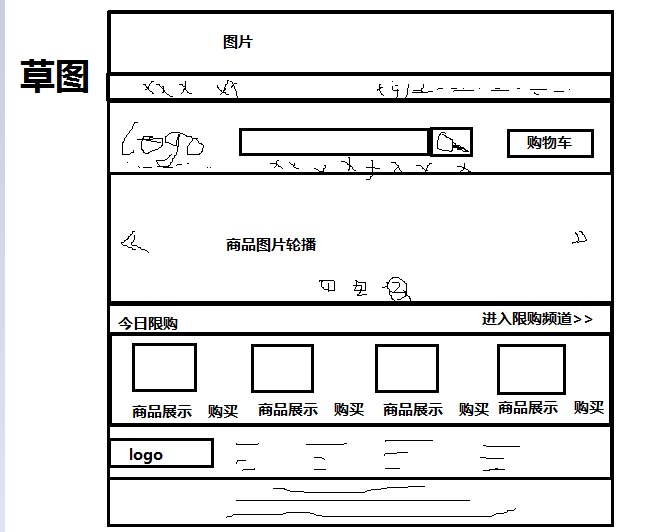 草图
图片
logo
购物车
商品图片轮播
今日限购
进入限购频道>>
商品展示 购买 商品展示 购买 商品展示 购买 商品展示 购买
logo